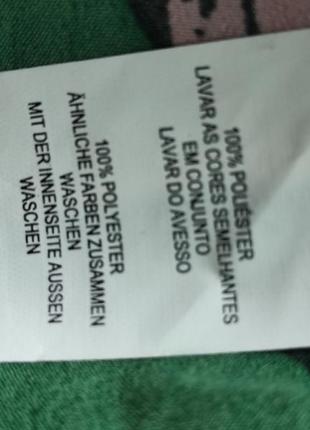 100% POLIÉSTER
LAVAR AS CORES SEMELHANTES
EM CONJUNTO
LAVAR DO AVESSO
100% POLYESTER
ÄHNLICHE FARBEN ZUSAMMEN
WASCHEN
MIT DER INNENSEITE AUSSEN
WASCHEN